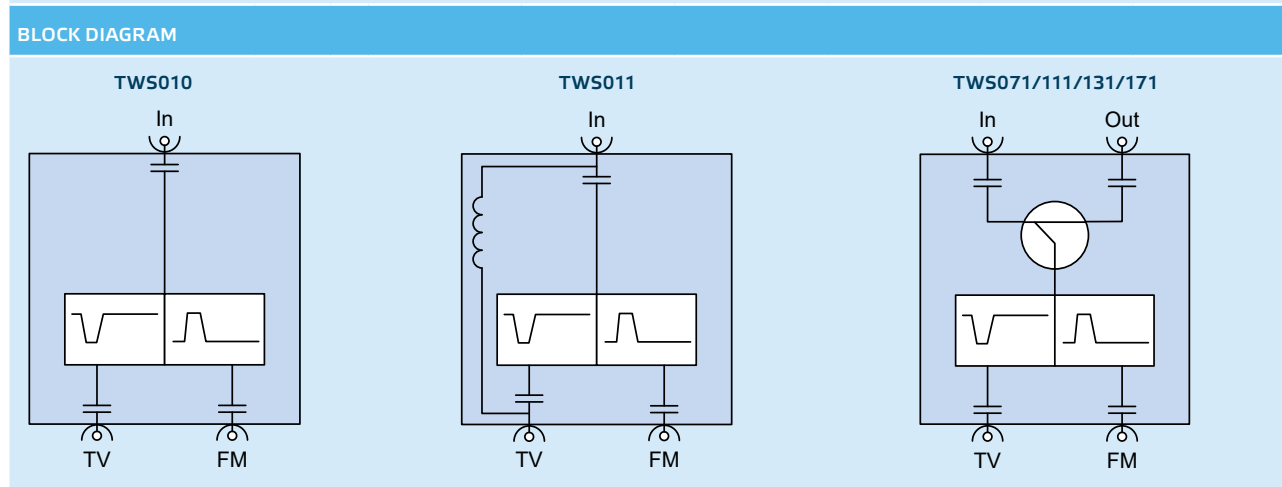 BLOCK DIAGRAM
TWS010
TWS011
TWS071/111/131/171
In
In
In
Out
TV
FM
TV
FM
TV
FM